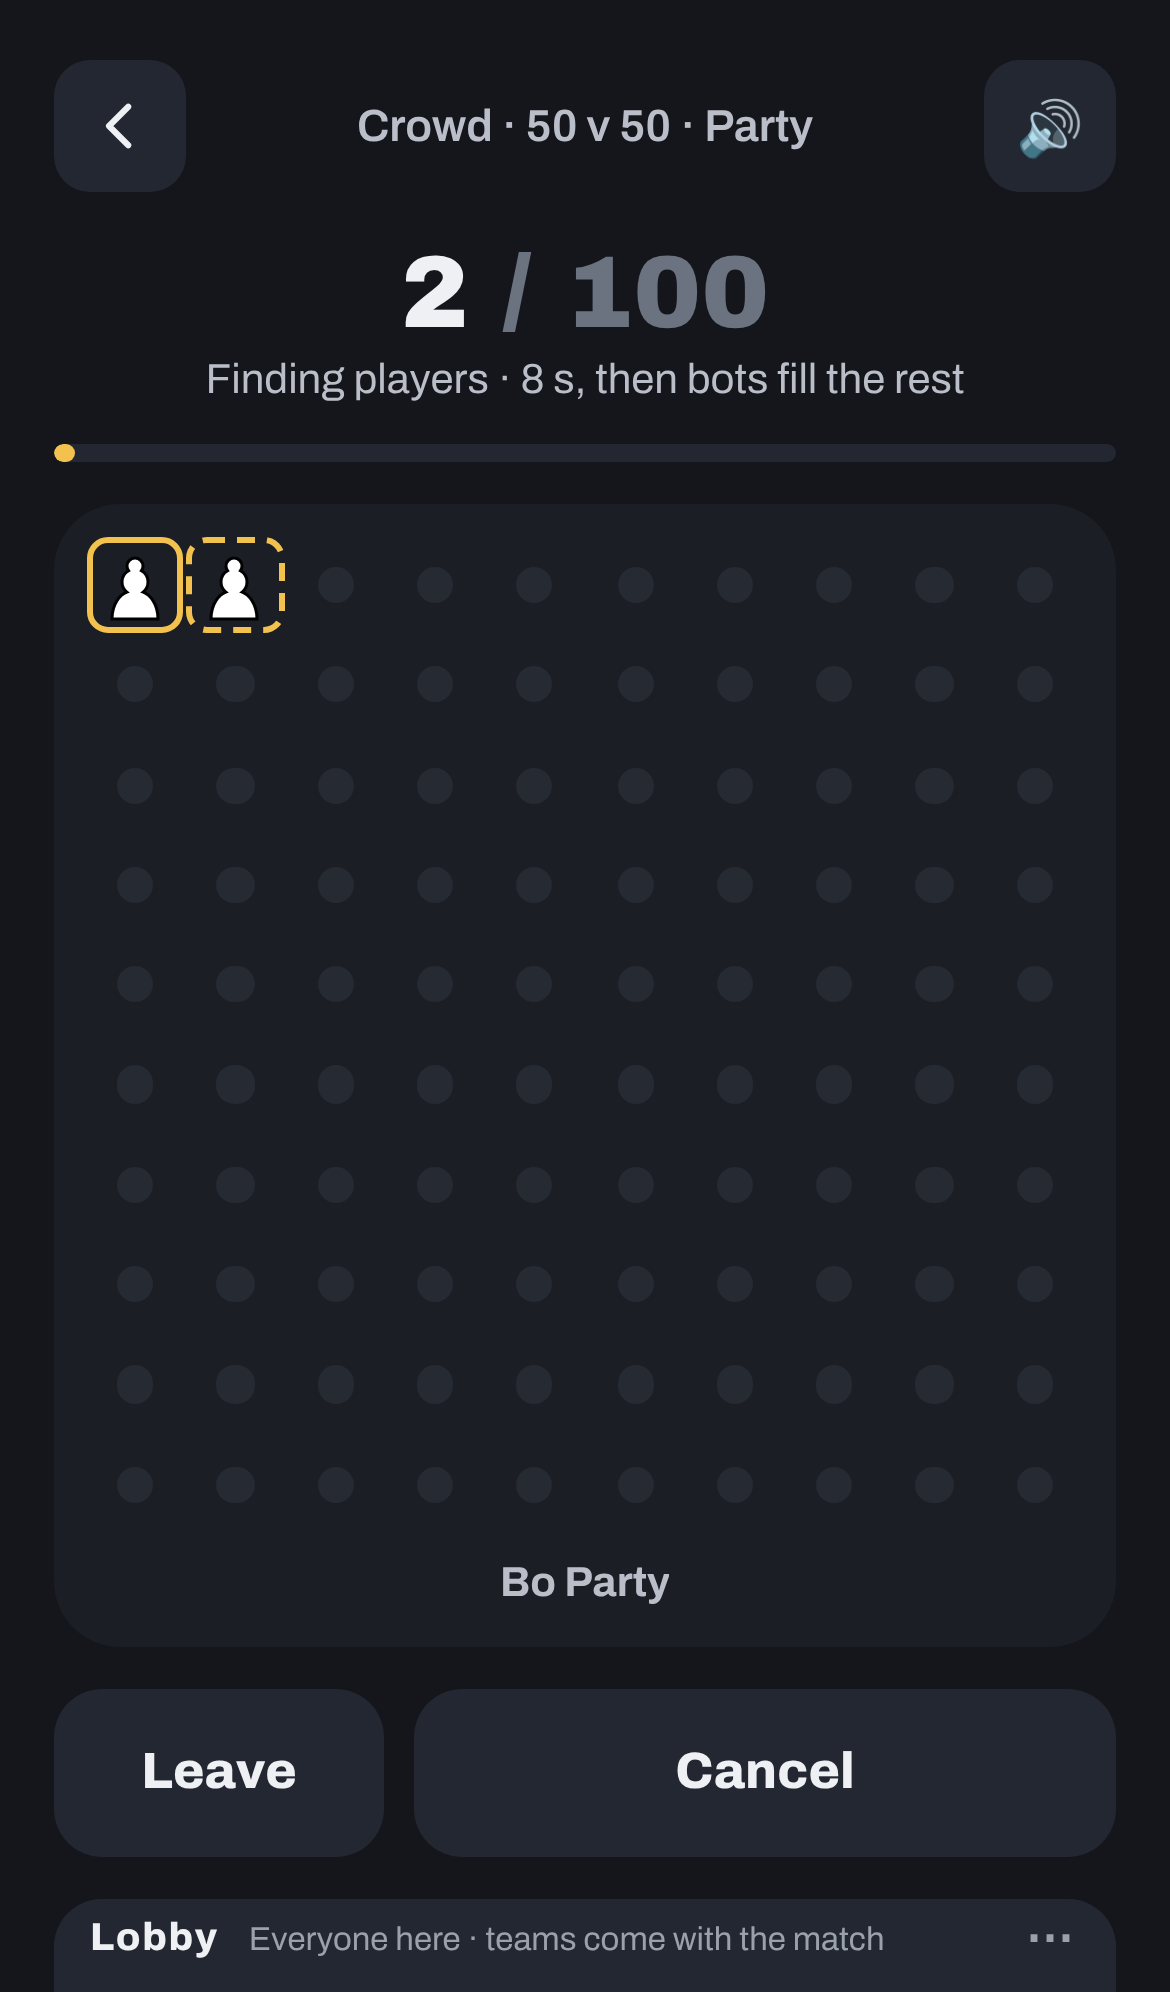 Crowd · 50 v 50 · Party
2 / 100
Finding players · 8 s, then bots fill the rest
Bo Party
Leave
Cancel
Lobby Everyone here · teams come with the match